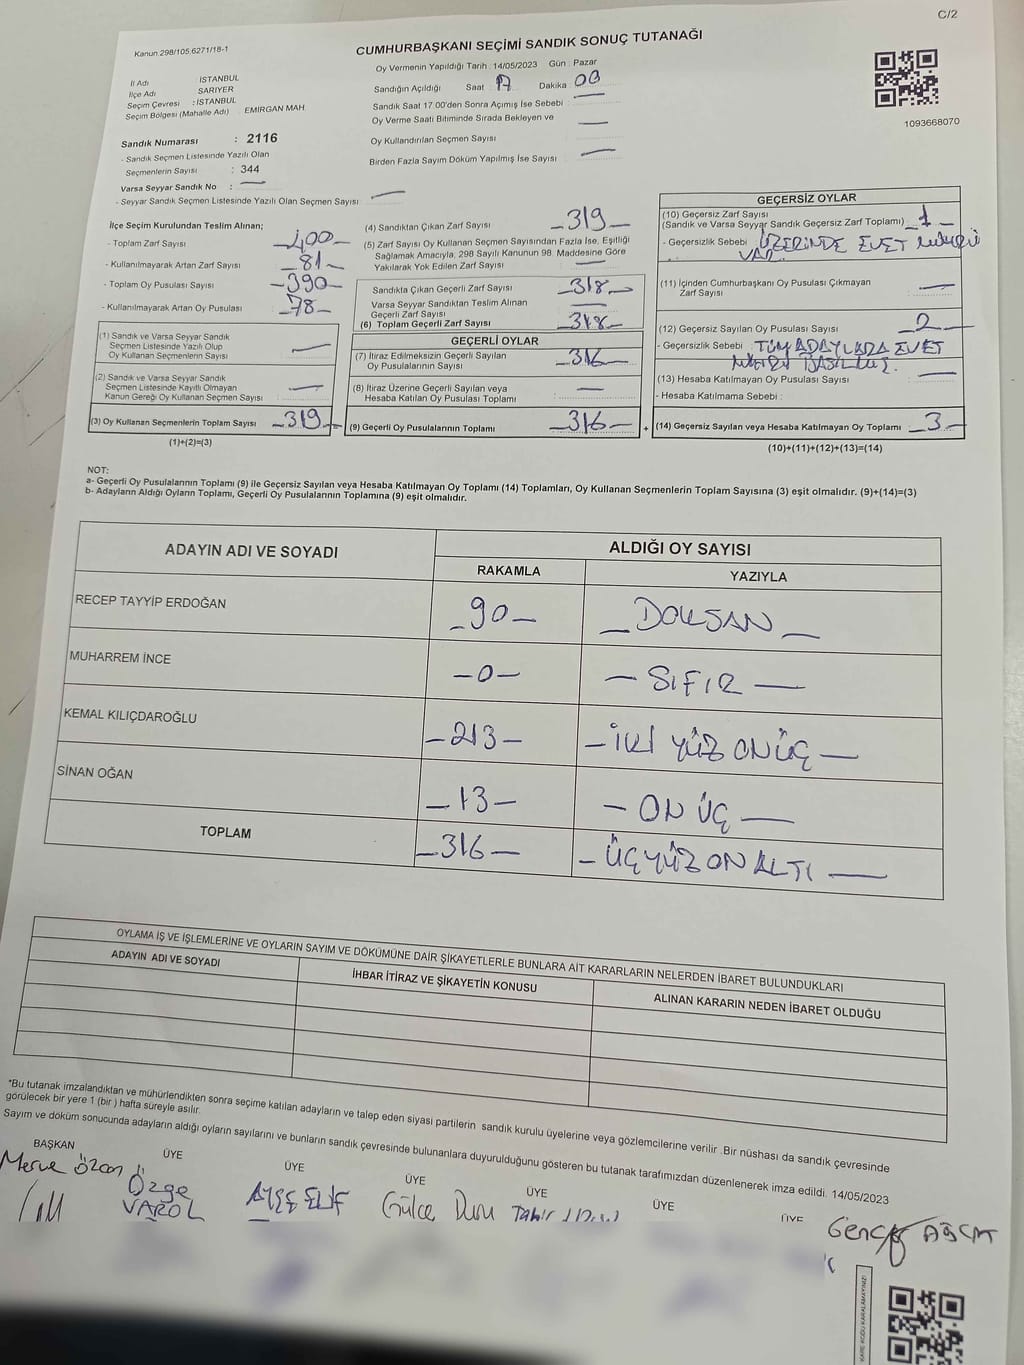 C/2
Kanun 298/105,6271/18-1
CUMHURBAŞKANI SEÇİMİ SANDIK SONUÇ TUTANAĞI
Oy Vermenin Yapıldığı Tarih : 14/05/2023 Gün : Pazar
İl Adı İSTANBUL
İlçe Adı SARIYER
Seçim Çevresi : İSTANBUL
Seçim Bölgesi (Mahalle Adı) : EMİRGAN MAH.
Sandığın Açıldığı Saat : 17 Dakika : 00
Sandık Saat 17.00'den Sonra Açımış İse Sebebi :
Oy Verme Saati Bitiminde Sırada Bekleyen ve
Oy Kullandırılan Seçmen Sayısı
Birden Fazla Sayım Döküm Yapılmış İse Sayısı :
1093668070
Sandık Numarası : 2116
- Sandık Seçmen Listesinde Yazılı Olan
Seçmenlerin Sayısı : 344
Varsa Seyyar Sandık No :
- Seyyar Sandık Seçmen Listesinde Yazılı Olan Seçmen Sayısı :
İlçe Seçim Kurulundan Teslim Alınan;
- Toplam Zarf Sayısı 400
- Kullanılmayarak Artan Zarf Sayısı 81
- Toplam Oy Pusulası Sayısı 390
- Kullanılmayarak Artan Oy Pusulası 78
(1) Sandık ve Varsa Seyyar Sandık
Seçmen Listesinde Yazılı Olup
Oy Kullanan Seçmenlerin Sayısı
(2) Sandık ve Varsa Seyyar Sandık
Seçmen Listesinde Kayıtlı Olmayan
Kanun Gereği Oy Kullanan Seçmen Sayısı
(3) Oy Kullanan Seçmenlerin Toplam Sayısı 319
(1)+(2)=(3)
(4) Sandıktan Çıkan Zarf Sayısı 319
(5) Zarf Sayısı Oy Kullanan Seçmen Sayısından Fazla İse, Eşitliği
Sağlamak Amacıyla, 298 Sayılı Kanunun 98. Maddesine Göre
Yakılarak Yok Edilen Zarf Sayısı
Sandıkta Çıkan Geçerli Zarf Sayısı 318
Varsa Seyyar Sandıktan Teslim Alınan
Geçerli Zarf Sayısı
(6) Toplam Geçerli Zarf Sayısı 318
GEÇERLİ OYLAR
(7) İtiraz Edilmeksizin Geçerli Sayılan
Oy Pusulalarının Sayısı 316
(8) İtiraz Üzerine Geçerli Sayılan veya
Hesaba Katılan Oy Pusulası Toplamı
(9) Geçerli Oy Pusulalarının Toplamı 316 +
GEÇERSİZ OYLAR
(10) Geçersiz Zarf Sayısı
(Sandık ve Varsa Seyyar Sandık Geçersiz Zarf Toplamı) 1
- Geçersizlik Sebebi : ÜZERİNDE EVET MÜHRÜ
VAR
(11) İçinden Cumhurbaşkanı Oy Pusulası Çıkmayan
Zarf Sayısı
(12) Geçersiz Sayılan Oy Pusulası Sayısı 2
- Geçersizlik Sebebi : TÜM ADAYLARA EVET
(13) Hesaba Katılmayan Oy Pusulası Sayısı
- Hesaba Katılmama Sebebi :
(14) Geçersiz Sayılan veya Hesaba Katılmayan Oy Toplamı 3
(10)+(11)+(12)+(13)=(14)
NOT:
a- Geçerli Oy Pusulalarının Toplamı (9) ile Geçersiz Sayılan veya Hesaba Katılmayan Oy Toplamı (14) Toplamları, Oy Kullanan Seçmenlerin Toplam Sayısına (3) eşit olmalıdır. (9)+(14)=(3)
b- Adayların Aldığı Oyların Toplamı, Geçerli Oy Pusulalarının Toplamına (9) eşit olmalıdır.
ADAYIN ADI VE SOYADI ALDIĞI OY SAYISI
RAKAMLA YAZIYLA
RECEP TAYYİP ERDOĞAN 90 DOKSAN
MUHARREM İNCE 0 SIFIR
KEMAL KILIÇDAROĞLU 213 İKİ YÜZ ON ÜÇ
SİNAN OĞAN 13 ON ÜÇ
TOPLAM 316 ÜÇ YÜZ ON ALTI
OYLAMA İŞ VE İŞLEMLERİNE VE OYLARIN SAYIM VE DÖKÜMÜNE DAİR ŞİKAYETLERLE BUNLARA AİT KARARLARIN NELERDEN İBARET BULUNDUKLARI
ADAYIN ADI VE SOYADI İHBAR İTİRAZ VE ŞİKAYETİN KONUSU ALINAN KARARIN NEDEN İBARET OLDUĞU
*Bu tutanak imzalandıktan ve mühürlendikten sonra seçime katılan adayların ve talep eden siyasi partilerin sandık kurulu üyelerine veya gözlemcilerine verilir .Bir nüshası da sandık çevresinde
görülecek bir yere 1 (bir ) hafta süreyle asılır.
Sayım ve döküm sonucunda adayların aldığı oyların sayılarını ve bunların sandık çevresinde bulunanlara duyurulduğunu gösteren bu tutanak tarafımızdan düzenlenerek imza edildi. 14/05/2023
BAŞKAN ÜYE ÜYE ÜYE ÜYE ÜYE ÜYE
Merve Özon Özge VAROL AYŞE ELİF Gülce Duru Tahir
Genç